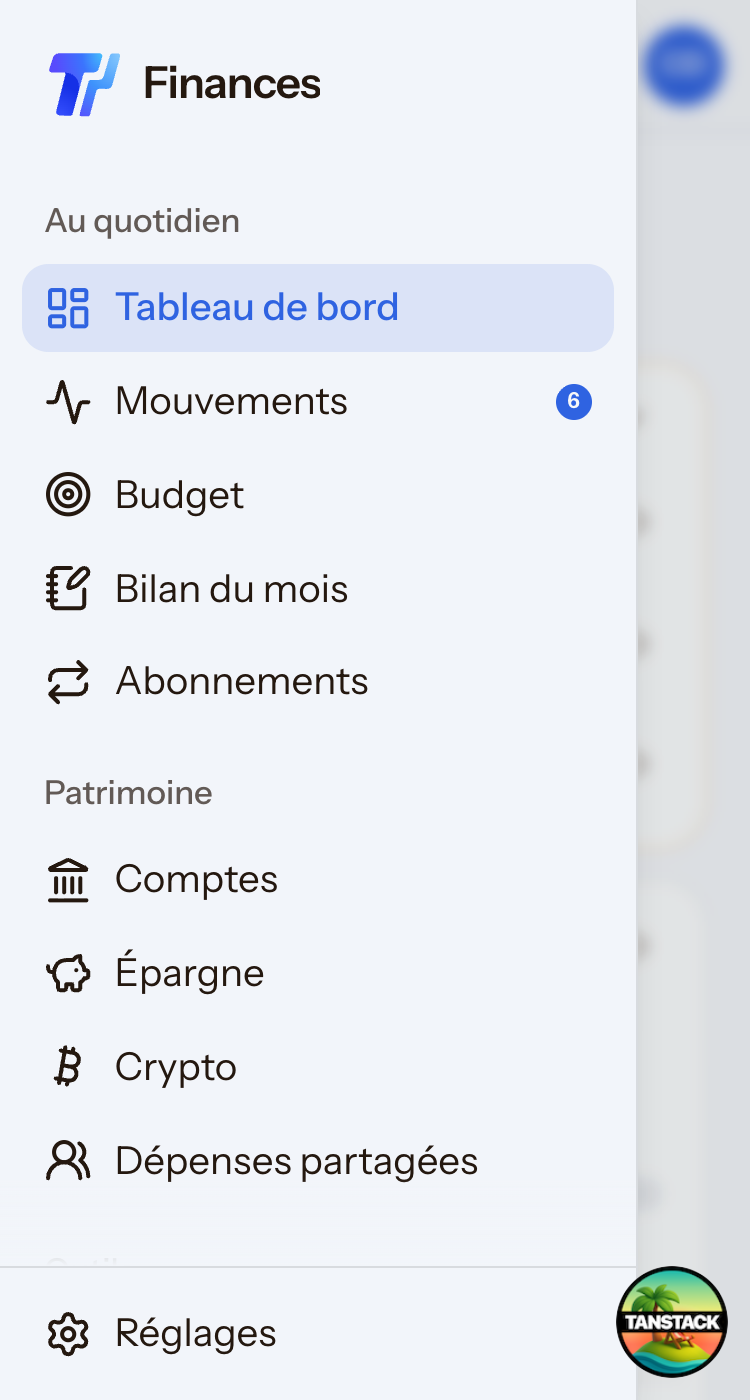 Finances
Au quotidien
Tableau de bord
Mouvements
6
Budget
Bilan du mois
Abonnements
Patrimoine
Comptes
Épargne
Crypto
Dépenses partagées
Réglages
TANSTACK